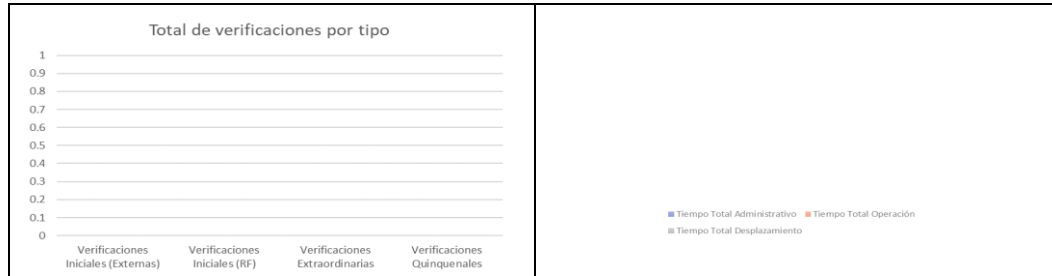 Total de verificaciones por tipo
1
0.9
0.8
0.7
0.6
0.5
0.4
0.3
0.2
0.1
0
Verificaciones Iniciales (Externas)
Verificaciones Iniciales (RF)
Verificaciones Extraordinarias
Verificaciones Quinquenales
Tiempo Total Administrativo Tiempo Total Operación
Tiempo Total Desplazamiento